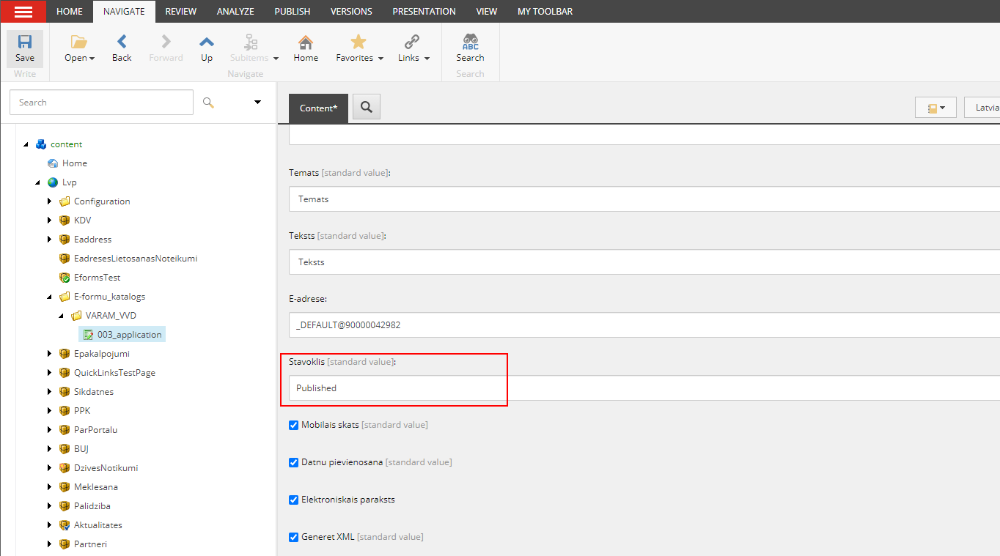 HOME NAVIGATE REVIEW ANALYZE PUBLISH VERSIONS PRESENTATION VIEW MY TOOLBAR
Save Open Back Forward Up Subitems Home Favorites Links ABC Search
Write Navigate Search
Search
Content*
Latvia
content
Home
Lvp
Configuration
KDV
Eaddress
EadresesLietosanasNoteikumi
EformsTest
E-formu_katalogs
VARAM_VVD
003_application
Epakalpojumi
QuickLinksTestPage
Sikdatnes
PPK
ParPortalu
BUJ
DzivesNotikumi
Meklesana
Palidziba
Aktualitates
Partneri
Temats [standard value]:
Temats
Teksts [standard value]:
Teksts
E-adrese:
_DEFAULT@90000042982
Stavoklis [standard value]:
Published
Mobilais skats [standard value]
Datnu pievienosana [standard value]
Elektroniskais paraksts
Generet XML [standard value]